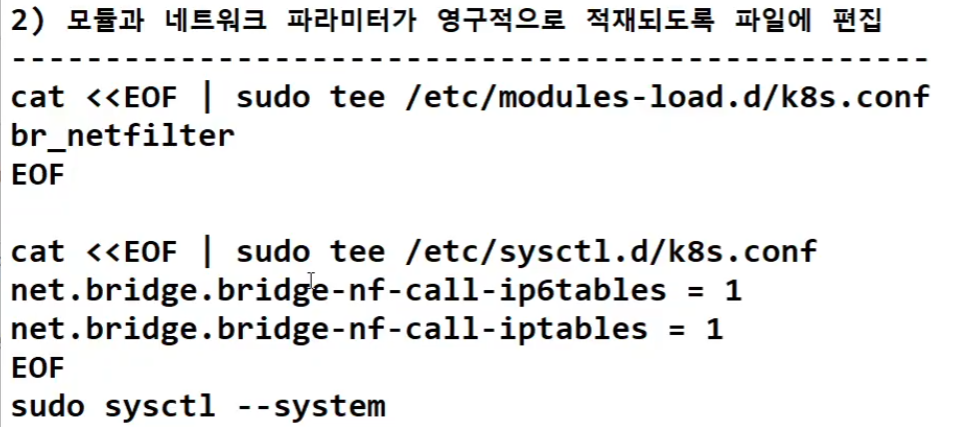 2) 모듈과 네트워크 파라미터가 영구적으로 적재되도록 파일에 편집
-------------------------------------------------
cat <<EOF | sudo tee /etc/modules-load.d/k8s.conf
br_netfilter
EOF
cat <<EOF | sudo tee /etc/sysctl.d/k8s.conf
net.bridge.bridge-nf-call-ip6tables = 1
net.bridge.bridge-nf-call-iptables = 1
EOF
sudo sysctl --system